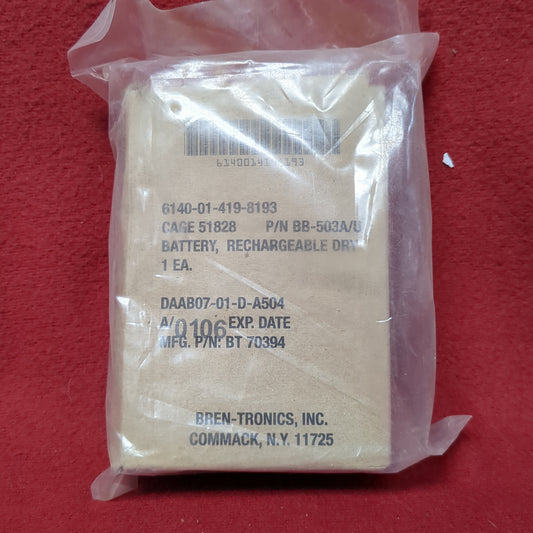 6140-01-419-8193
CAGE 51828 P/N BB-503A/U
BATTERY, RECHARGEABLE DRY
1 EA.
DAAB07-01-D-A504
A/0106 EXP. DATE
MFG. P/N: BT 70394
BREN-TRONICS, INC.
COMMACK, N.Y. 11725